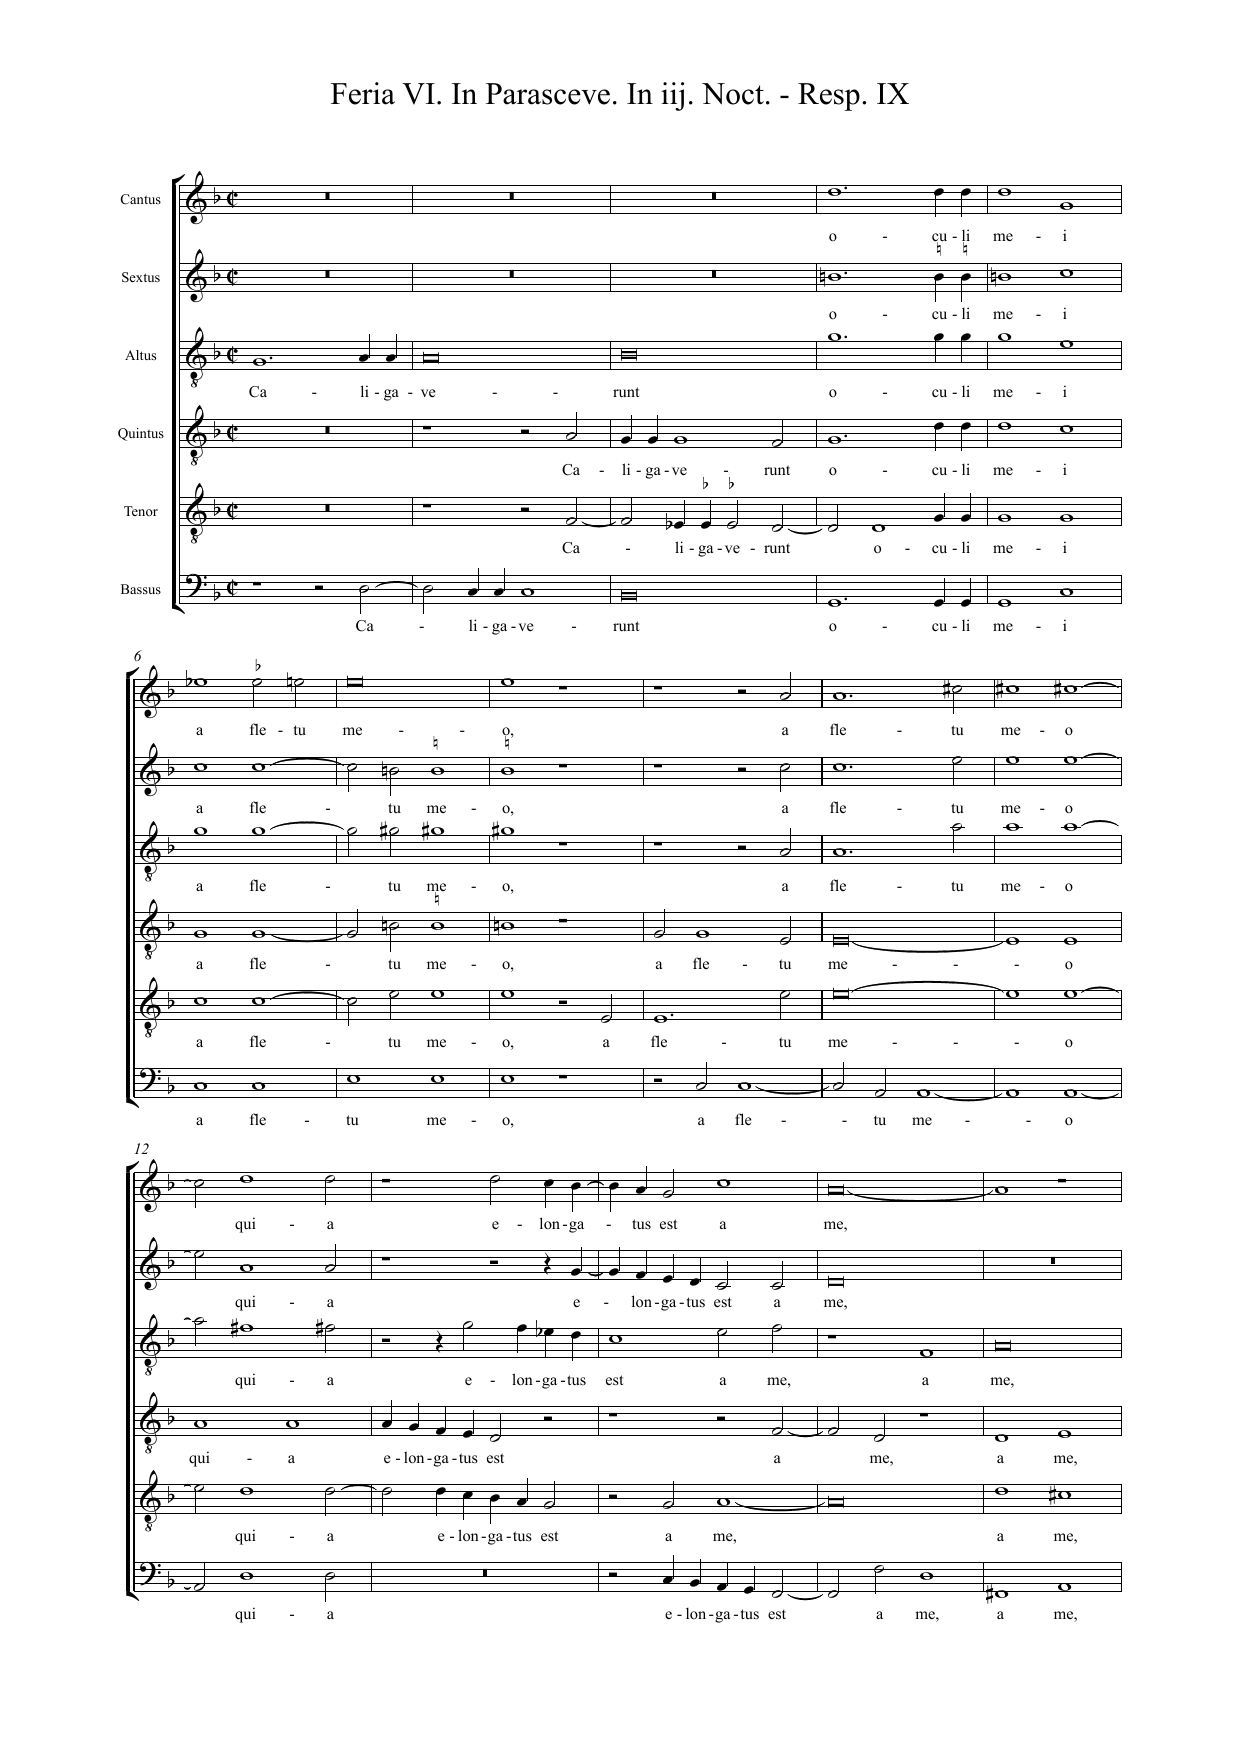 Feria VI. In Parasceve. In iij. Noct. - Resp. IX
Cantus
o - cu - li me - i
Sextus
o - cu - li me - i
Altus
Ca - li - ga - ve - - runt o - cu - li me - i
Quintus
Ca - li - ga - ve - runt o - cu - li me - i
Tenor
Ca - li - ga - ve - runt o - cu - li me - i
Bassus
Ca - li - ga - ve - runt o - cu - li me - i
6
a fle - tu me - - o, a fle - tu me - o
a fle - tu me - o, a fle - tu me - o
a fle - tu me - o, a fle - tu me - o
a fle - tu me - o, a fle - tu me - - - o
a fle - tu me - o, a fle - tu me - - - o
a fle - tu me - o, a fle - - tu me - - o
12
qui - a e - lon - ga - tus est a me,
qui - a e - lon - ga - tus est a me,
qui - a e - lon - ga - tus est a me, a me,
qui - a e - lon - ga - tus est a me, a me,
qui - a e - lon - ga - tus est a me, a me,
qui - a e - lon - ga - tus est a me, a me,